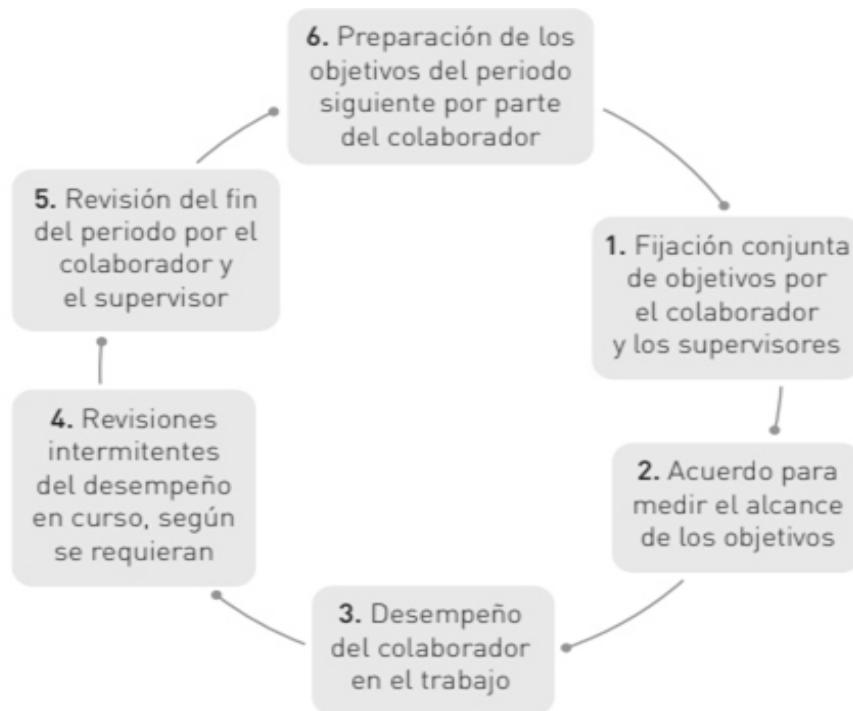 6. Preparación de los
objetivos del periodo
siguiente por parte
del colaborador
1. Fijación conjunta
de objetivos por
el colaborador
y los supervisores
2. Acuerdo para
medir el alcance
de los objetivos
3. Desempeño
del colaborador
en el trabajo
4. Revisiones
intermitentes
del desempeño
en curso, según
se requieran
5. Revisión del fin
del periodo por el
colaborador y
el supervisor